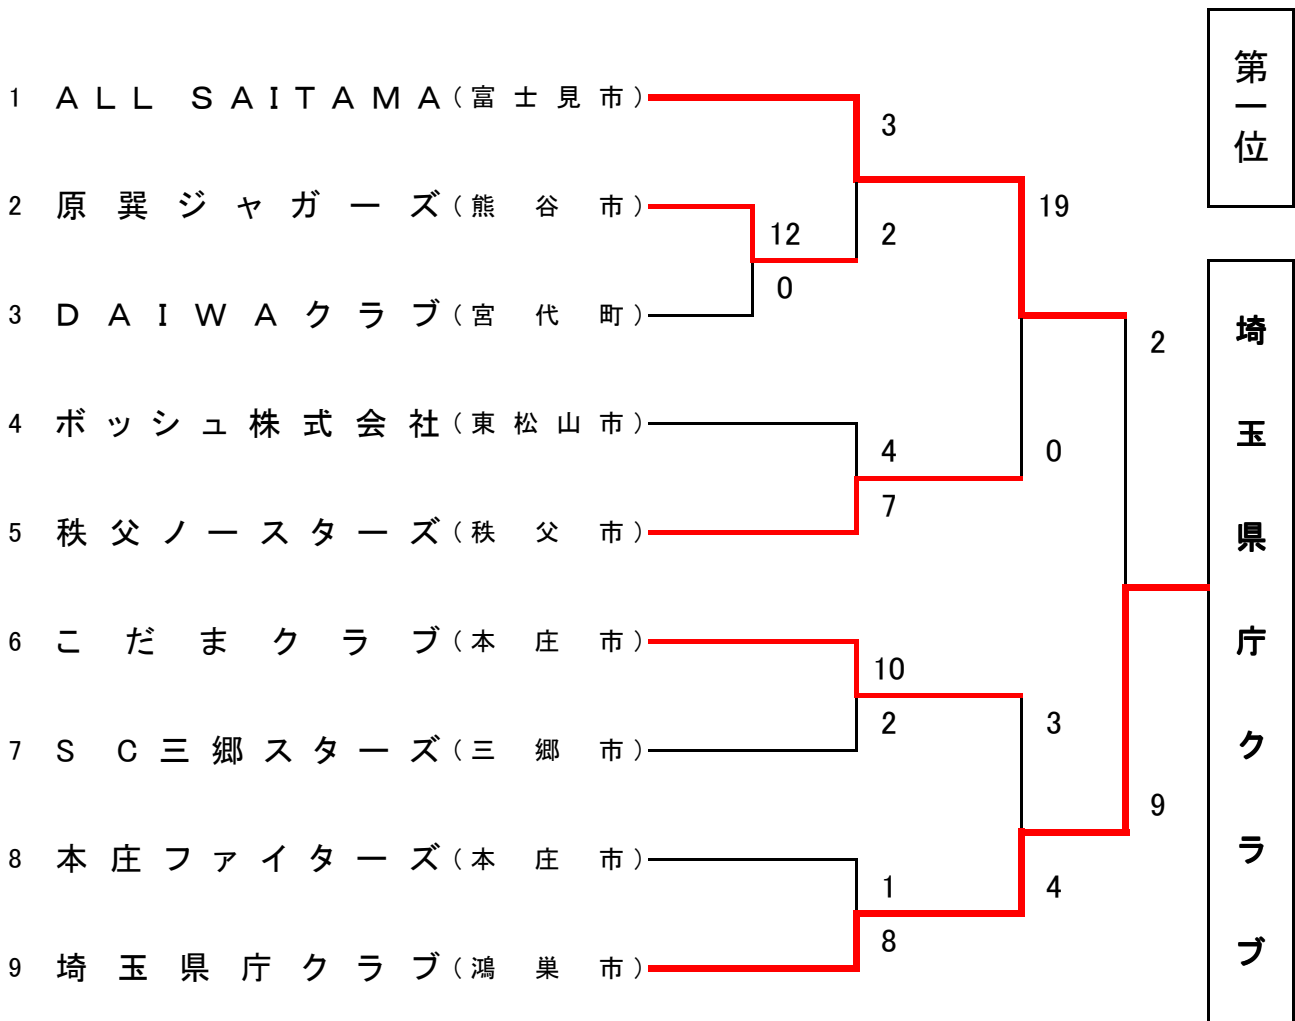 1 ALL SAITAMA(富士見市)
3
2 原巽ジャガーズ(熊谷市)
12
2
19
0
3 DAIWAクラブ(宮代町)
2
4 ボッシュ株式会社(東松山市)
4
0
7
5 秩父ノースターズ(秩父市)
6 こだまクラブ(本庄市)
10
2
3
7 SC三郷スターズ(三郷市)
9
8 本庄ファイターズ(本庄市)
1
4
8
9 埼玉県庁クラブ(鴻巣市)
第一位
埼玉県庁クラブ